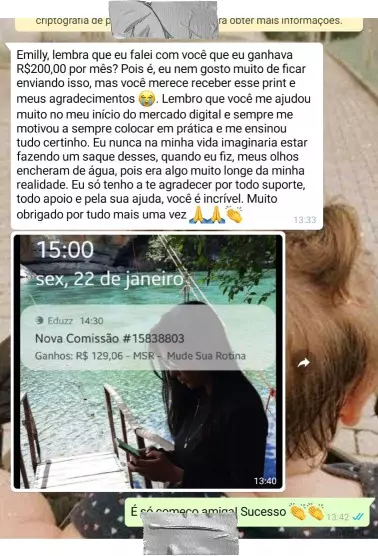 criptografia de
ra obter mais informações.
Emilly, lembra que eu falei com você que eu ganhava
R$200,00 por mês? Pois é, eu nem gosto muito de ficar
enviando isso, mas você merece receber esse print e
meus agradecimentos 😭. Lembro que você me ajudou
muito no meu início do mercado digital e sempre me
motivou a sempre colocar em prática e me ensinou
tudo certinho. Eu nunca na minha vida imaginaria estar
fazendo um saque desses, quando eu fiz, meus olhos
encheram de água, pois era algo muito longe da minha
realidade. Eu só tenho a te agradecer por todo suporte,
todo apoio e pela sua ajuda, você é incrível. Muito
obrigado por tudo mais uma vez 🙏🙏👏
13:33
15:00
sex, 22 de janeiro
Eduzz 14:30
Nova Comissão #15838803
Ganhos: R$ 129,06 - MSR - Mude Sua Rotina
13:40
É só começo amiga! Sucesso 👏👏 13:42